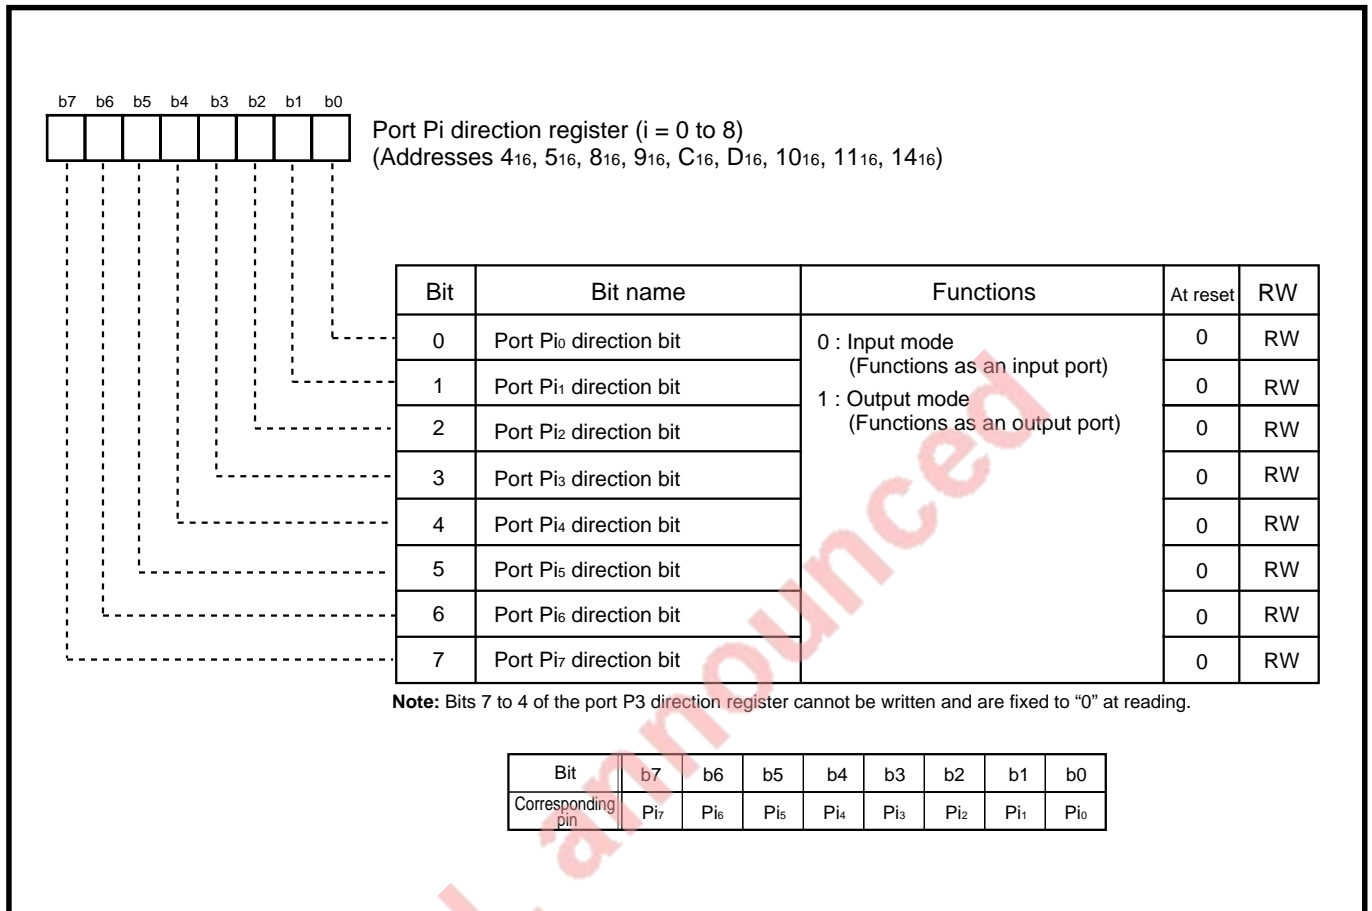 b7 b6 b5 b4 b3 b2 b1 b0
Port Pi direction register (i = 0 to 8)
(Addresses 4₁₆, 5₁₆, 8₁₆, 9₁₆, C₁₆, D₁₆, 10₁₆, 11₁₆, 14₁₆)
Bit Bit name Functions At reset RW
0 Port Pi₀ direction bit 0 : Input mode 0 RW
(Functions as an input port)
1 Port Pi₁ direction bit 0 RW
1 : Output mode
(Functions as an output port)
2 Port Pi₂ direction bit 0 RW
3 Port Pi₃ direction bit 0 RW
4 Port Pi₄ direction bit 0 RW
5 Port Pi₅ direction bit 0 RW
6 Port Pi₆ direction bit 0 RW
7 Port Pi₇ direction bit 0 RW
Note: Bits 7 to 4 of the port P3 direction register cannot be written and are fixed to “0” at reading.
Bit b7 b6 b5 b4 b3 b2 b1 b0
Corresponding
pin Pi₇ Pi₆ Pi₅ Pi₄ Pi₃ Pi₂ Pi₁ Pi₀
announced